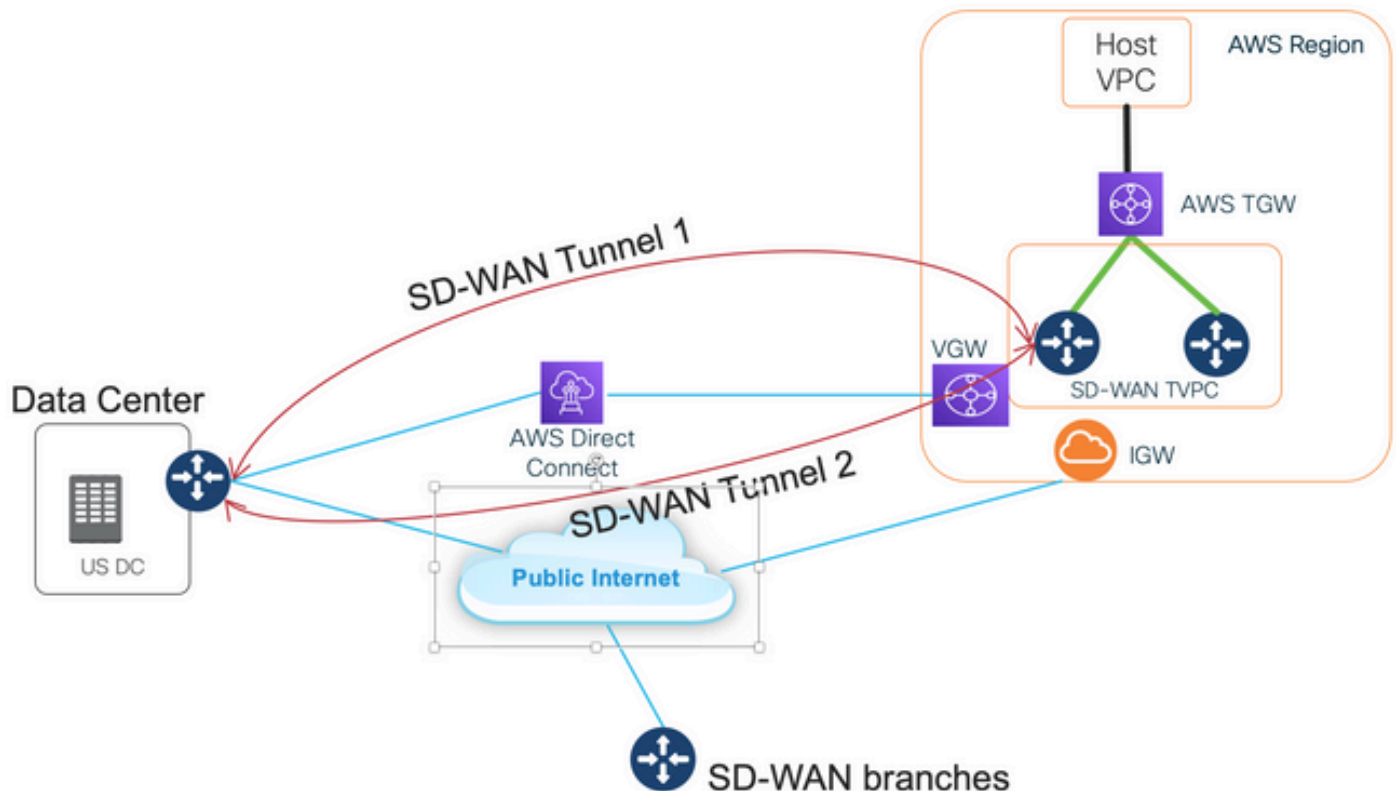 Host
VPC
AWS Region
AWS TGW
SD-WAN Tunnel 1
VGW
SD-WAN TVPC
Data Center
AWS Direct
Connect
IGW
SD-WAN Tunnel 2
US DC
Public Internet
SD-WAN branches